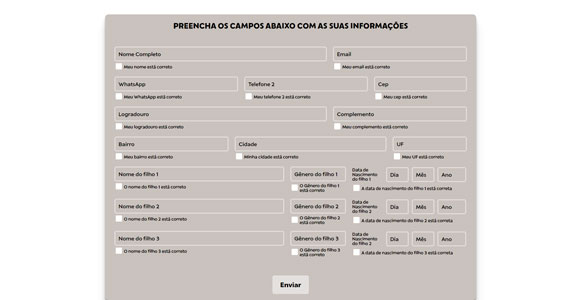 PREENCHA OS CAMPOS ABAIXO COM AS SUAS INFORMAÇÕES
Nome Completo
Email
Meu nome está correto
Meu email está correto
WhatsApp
Telefone 2
Cep
Meu WhatsApp está correto
Meu telefone 2 está correto
Meu cep está correto
Logradouro
Complemento
Meu logradouro está correto
Meu complemento está correto
Bairro
Cidade
UF
Meu bairro está correto
Minha cidade está correto
Meu UF está correto
Nome do filho 1
Gênero do filho 1
Data de
Nascimento
do filho 1
Dia
Mês
Ano
O nome do filho 1 está correto
O Gênero do filho 1
está correto
A data de nascimento do filho 1 está correta
Nome do filho 2
Gênero do filho 2
Data de
Nascimento
do filho 2
Dia
Mês
Ano
O nome do filho 2 está correto
O Gênero do filho 2
está correto
A data de nascimento do filho 2 está correta
Nome do filho 3
Gênero do filho 3
Data de
Nascimento
do filho 2
Dia
Mês
Ano
O nome do filho 3 está correto
O Gênero do filho 3
está correto
A data de nascimento do filho 3 está correta
Enviar